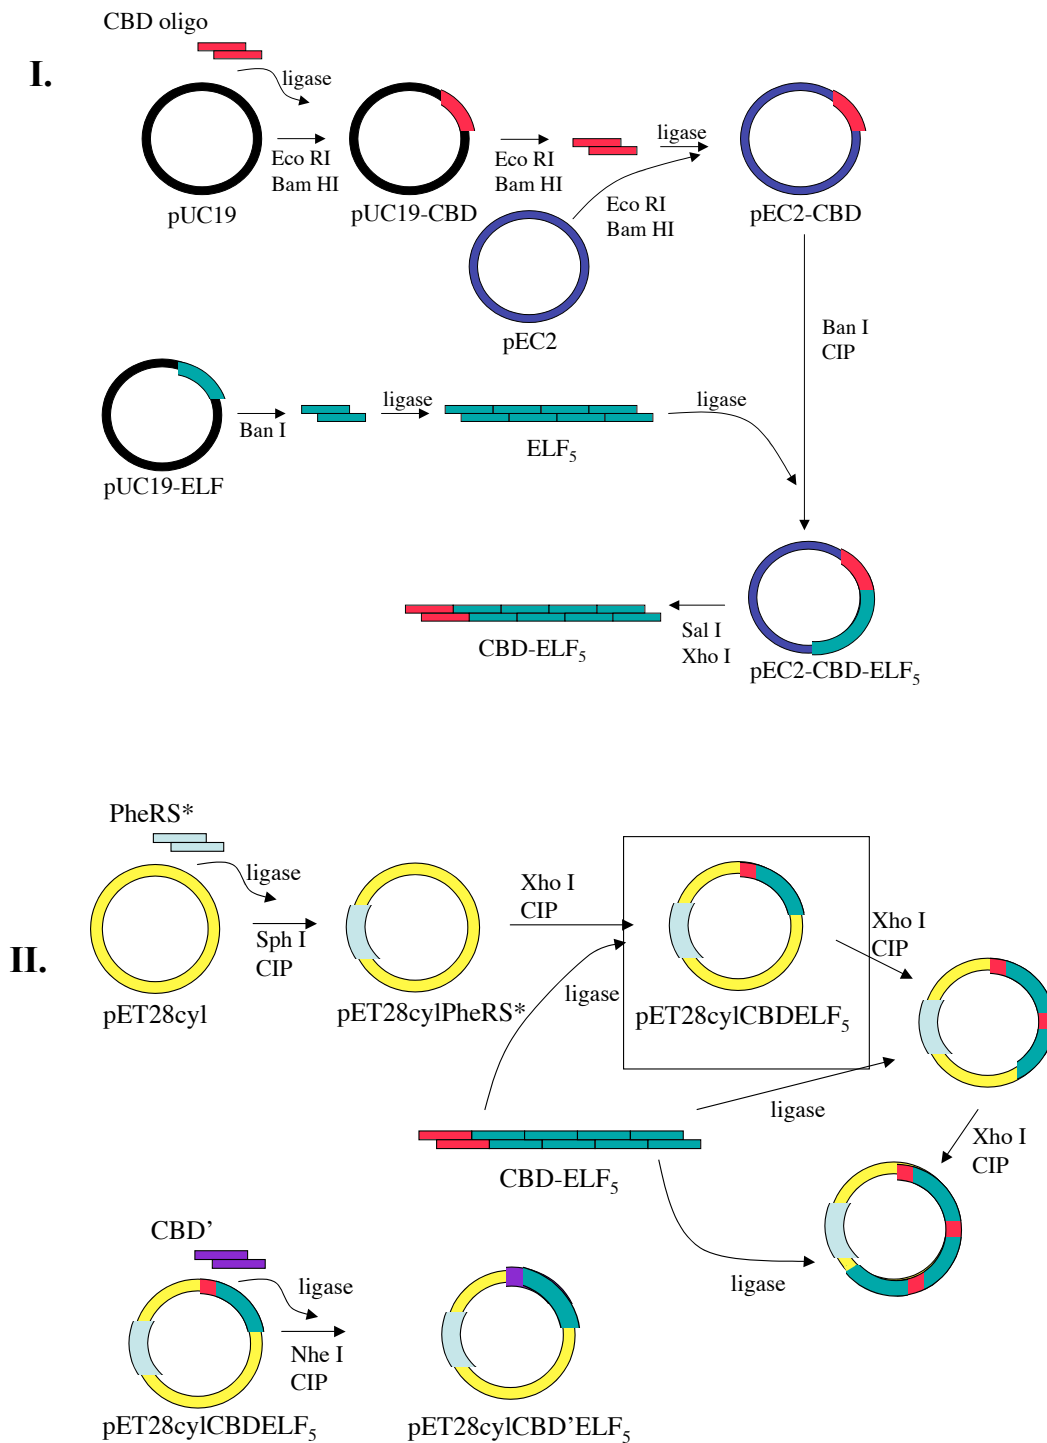 CBD oligo
I.
ligase
Eco RI
Bam HI
pUC19
pUC19-CBD
Eco RI
Bam HI
ligase
Eco RI
Bam HI
pEC2
pEC2-CBD
Ban I
CIP
pUC19-ELF
Ban I
ligase
ELF5
ligase
CBD-ELF5
Sal I
Xho I
pEC2-CBD-ELF5
II.
PheRS*
ligase
Sph I
CIP
pET28cyl
pET28cylPheRS*
Xho I
CIP
ligase
pET28cylCBDELF5
Xho I
CIP
ligase
Xho I
CIP
CBD-ELF5
ligase
CBD’
ligase
Nhe I
CIP
pET28cylCBDELF5
pET28cylCBD’ELF5